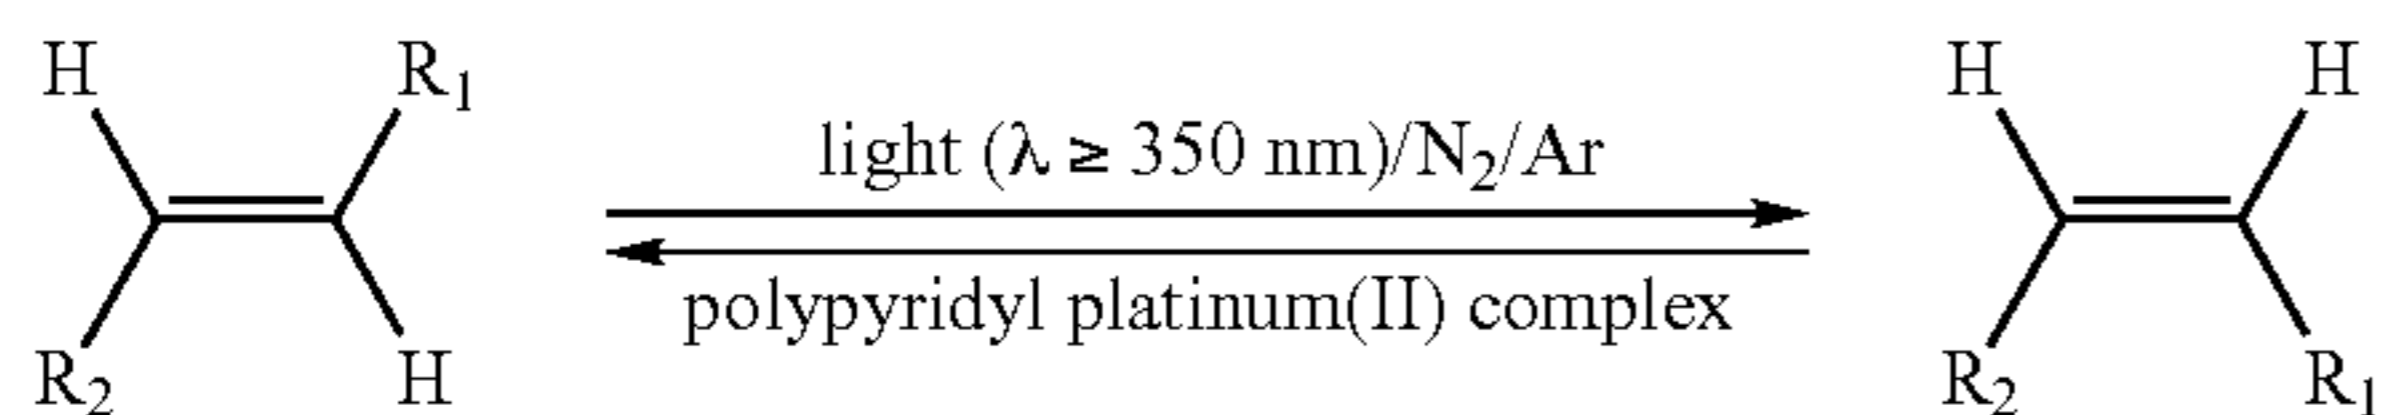 H R₁ light (λ ≥ 350 nm)/N₂/Ar H H
polypyridyl platinum(II) complex
R₂ H R₂ R₁